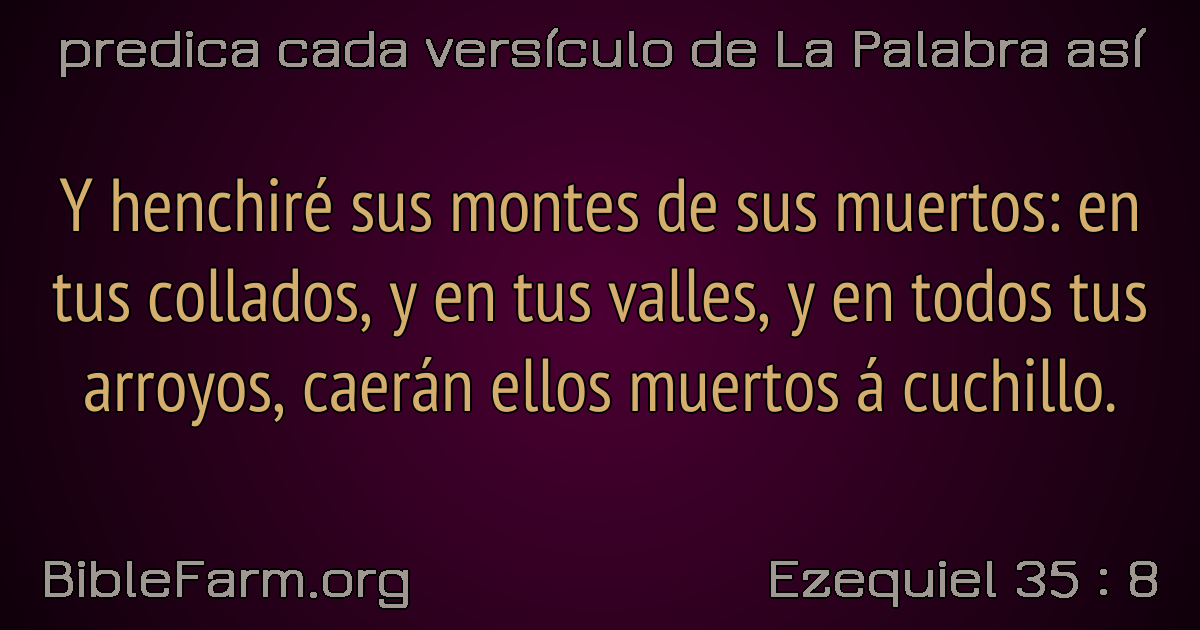 predica cada versículo de La Palabra así
Y henchiré sus montes de sus muertos: en
tus collados, y en tus valles, y en todos tus
arroyos, caerán ellos muertos á cuchillo.
BibleFarm.org
Ezequiel 35 : 8